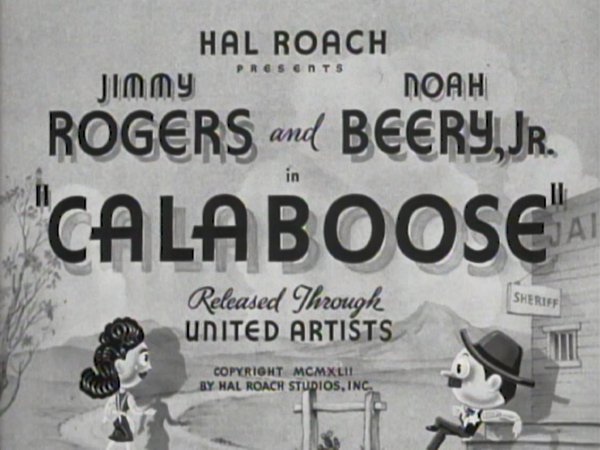 HAL ROACH
PRESENTS
JIMMY NOAH
ROGERS and BEERY, JR.
in
"CALABOOSE"
JAI
SHERIFF
Released Through
UNITED ARTISTS
COPYRIGHT MCMXLII
BY HAL ROACH STUDIOS, INC.